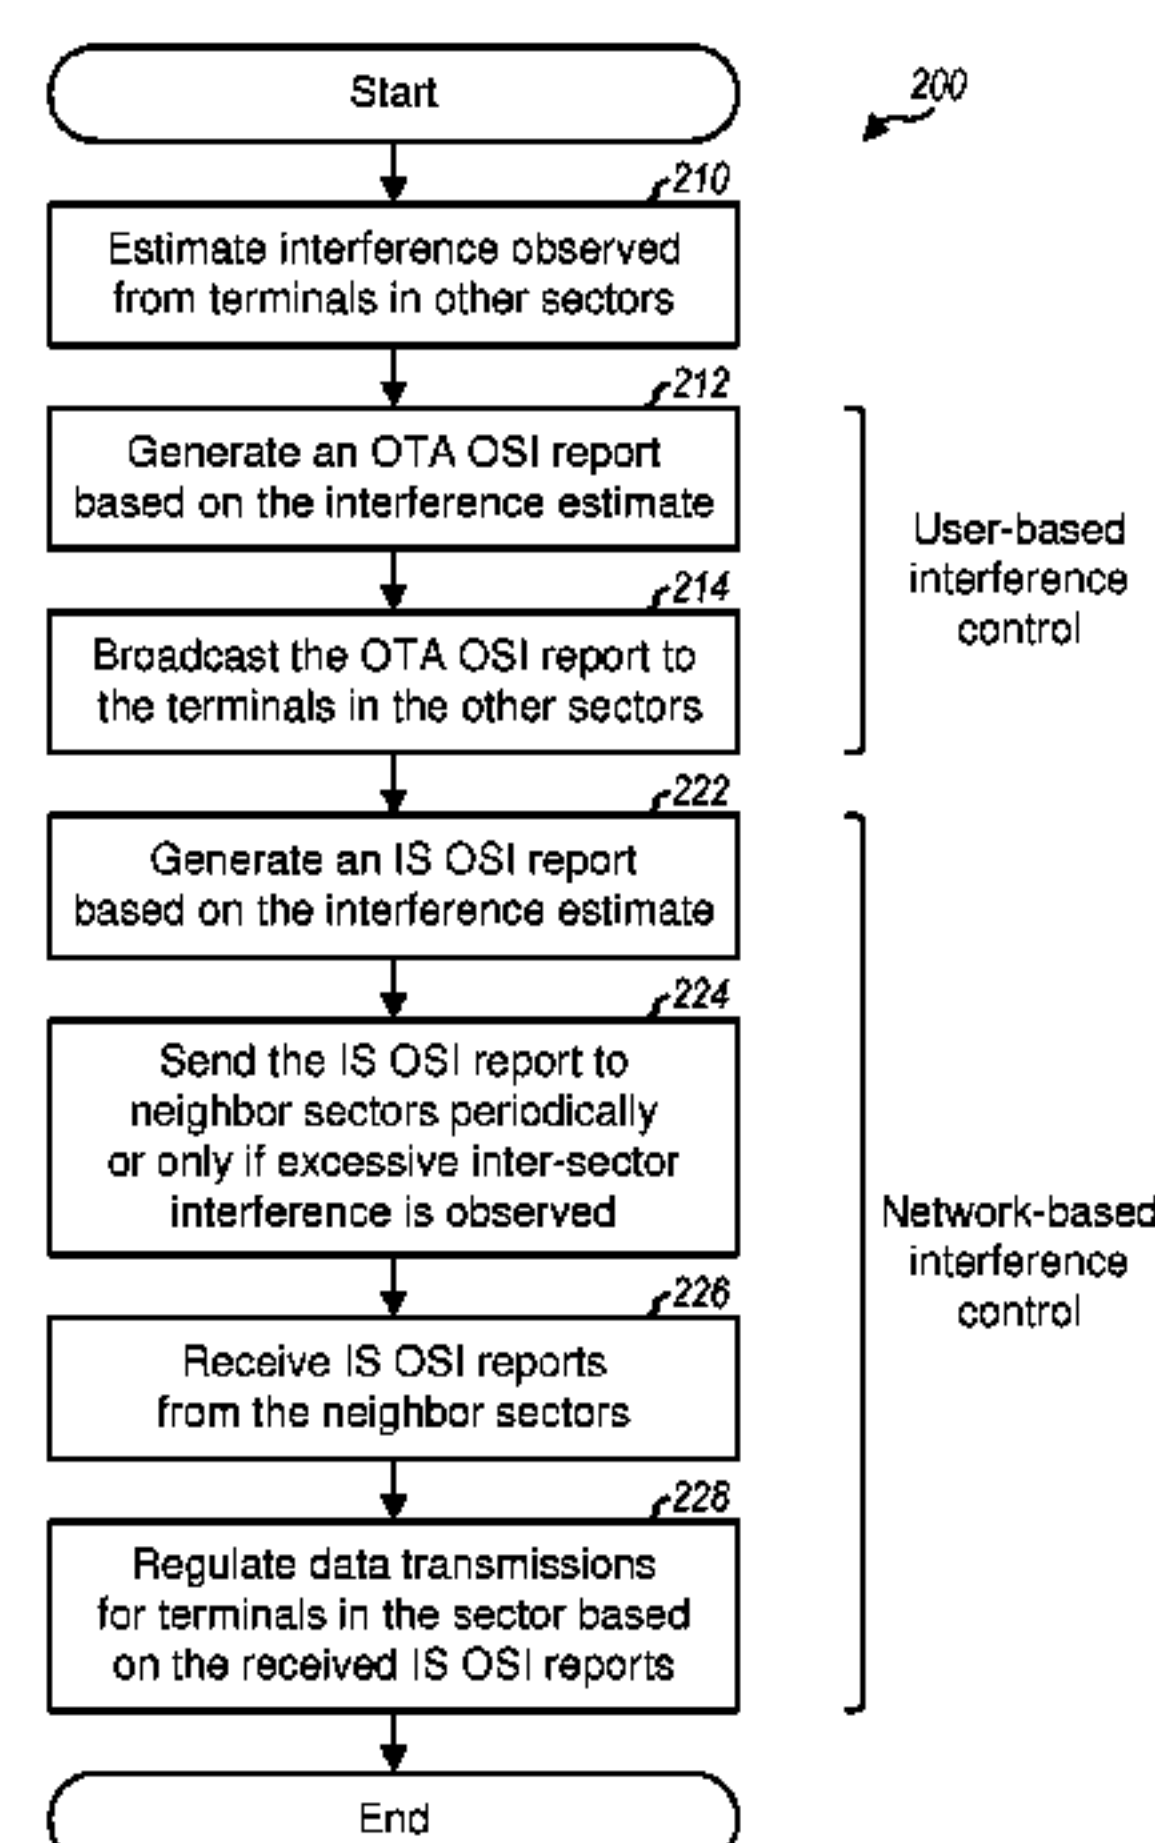 Start
200
210
Estimate interference observed
from terminals in other sectors
212
Generate an OTA OSI report
based on the interference estimate
214
Broadcast the OTA OSI report to
the terminals in the other sectors
User-based
interference
control
222
Generate an IS OSI report
based on the interference estimate
224
Send the IS OSI report to
neighbor sectors periodically
or only if excessive inter-sector
interference is observed
226
Receive IS OSI reports
from the neighbor sectors
228
Regulate data transmissions
for terminals in the sector based
on the received IS OSI reports
Network-based
interference
control
End